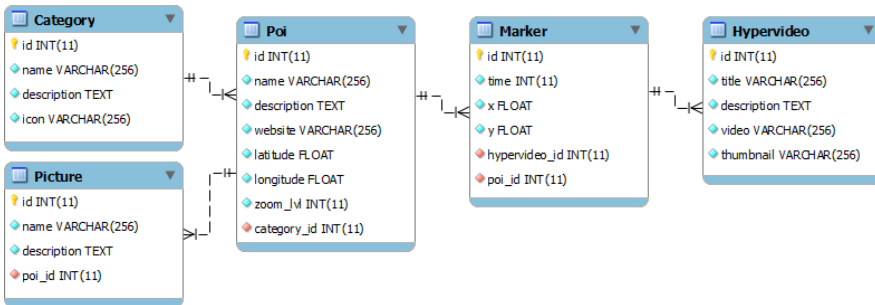 Category
id INT(11)
name VARCHAR(256)
description TEXT
icon VARCHAR(256)
Picture
id INT(11)
name VARCHAR(256)
description TEXT
poi_id INT(11)
Poi
id INT(11)
name VARCHAR(256)
description TEXT
website VARCHAR(256)
latitude FLOAT
longitude FLOAT
zoom_lvl INT(11)
category_id INT(11)
Marker
id INT(11)
time INT(11)
x FLOAT
y FLOAT
hypervideo_id INT(11)
poi_id INT(11)
Hypervideo
id INT(11)
title VARCHAR(256)
description TEXT
video VARCHAR(256)
thumbnail VARCHAR(256)